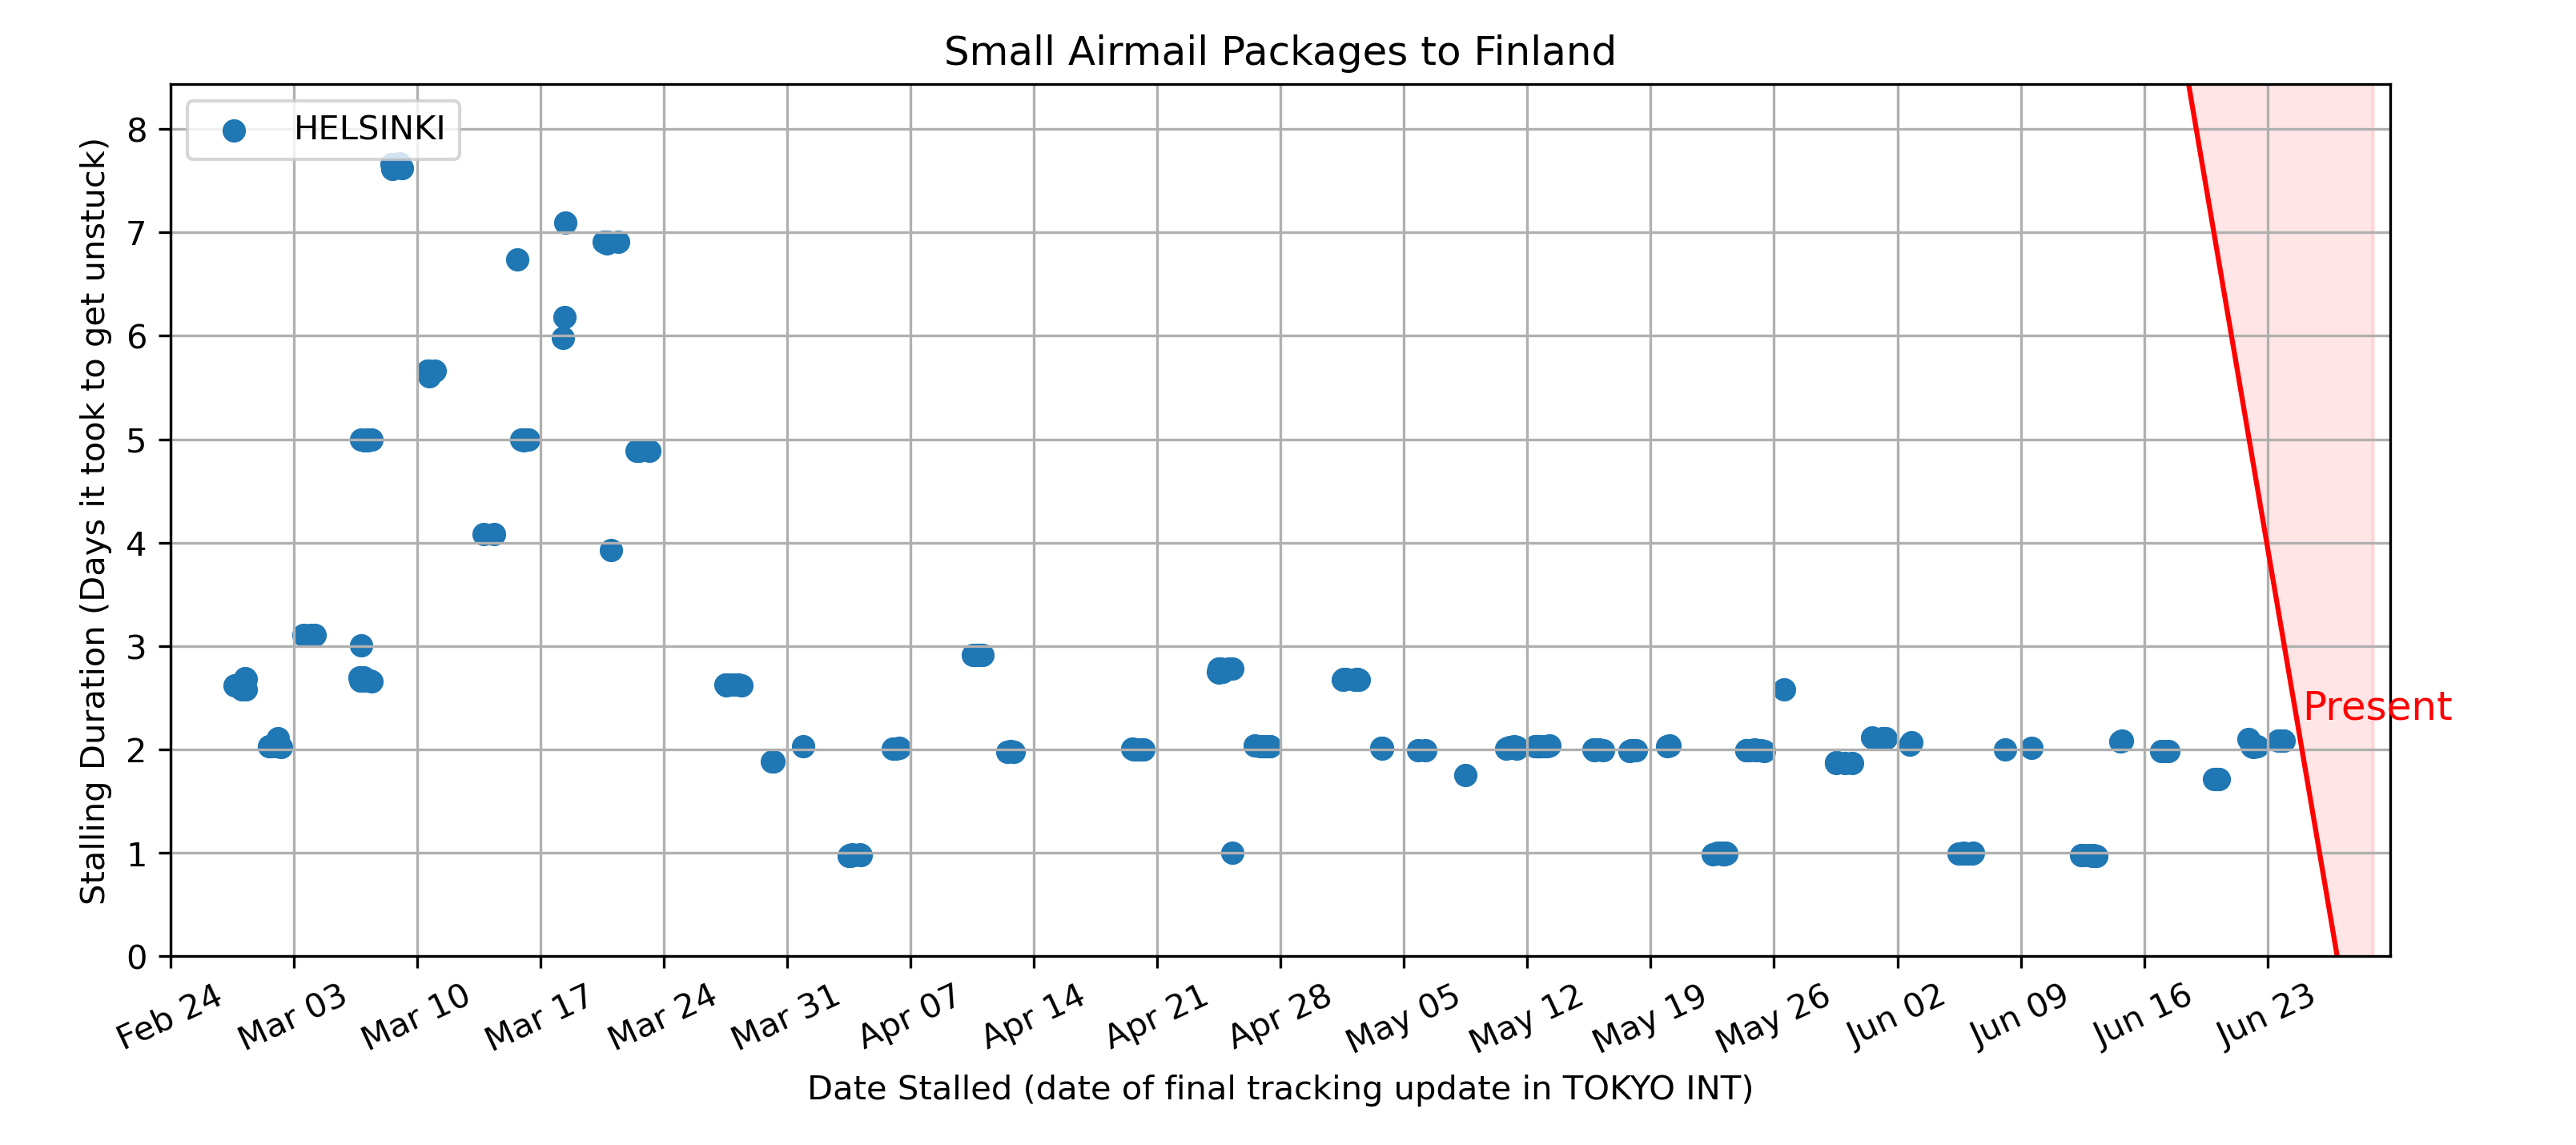 Small Airmail Packages to Finland
HELSINKI
Stalling Duration (Days it took to get unstuck)
8
7
6
5
4
3
2
1
0
Present
Feb 24
Mar 03
Mar 10
Mar 17
Mar 24
Mar 31
Apr 07
Apr 14
Apr 21
Apr 28
May 05
May 12
May 19
May 26
Jun 02
Jun 09
Jun 16
Jun 23
Date Stalled (date of final tracking update in TOKYO INT)